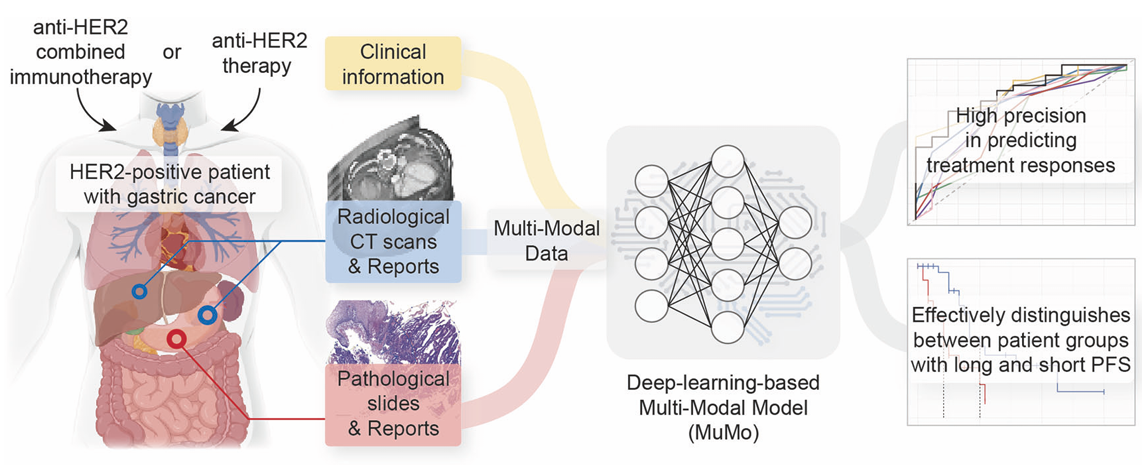 anti-HER2
combined
immunotherapy
or
anti-HER2
therapy
HER2-positive patient
with gastric cancer
Clinical
information
Radiological
CT scans
& Reports
Pathological
slides
& Reports
Multi-Modal
Data
Deep-learning-based
Multi-Modal Model
(MuMo)
High precision
in predicting
treatment responses
Effectively distinguishes
between patient groups
with long and short PFS